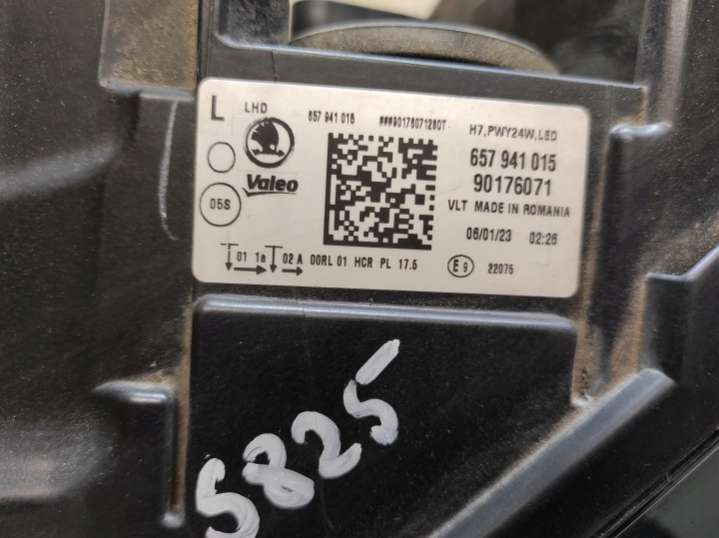 L LHD 657 941 015 ###90176071280T H7,PWY24W,LED
657 941 015
Valeo 90176071
05S VLT MADE IN ROMANIA
06/01/23 02:26
01 1a 02 A 00RL 01 HCR PL 17.5 E9 22075
5825